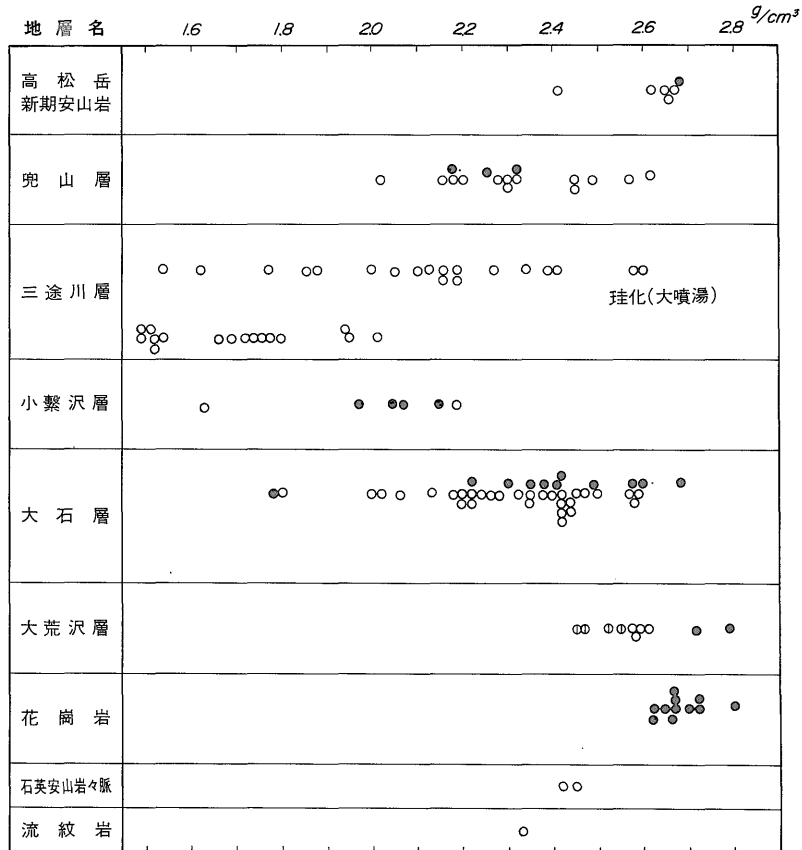 地層名 1.6 1.8 2.0 2.2 2.4 2.6 2.8 g/cm³
高松岳
新期安山岩
兜山層
三途川層
珪化(大噴湯)
小繋沢層
大石層
大荒沢層
花崗岩
石英安山岩々脈
流紋岩